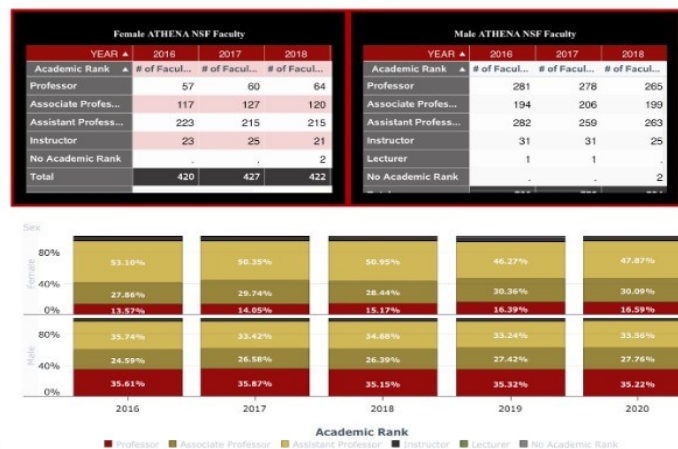 Female ATHENA NSF Faculty
YEAR ▲ 2016 2017 2018
Academic Rank ▲ # of Facul... # of Facul... # of Facul...
Professor 57 60 64
Associate Profes... 117 127 120
Assistant Profess... 223 215 215
Instructor 23 25 21
No Academic Rank . . 2
Total 420 427 422
Male ATHENA NSF Faculty
YEAR ▲ 2016 2017 2018
Academic Rank ▲ # of Facul... # of Facul... # of Facul...
Professor 281 278 265
Associate Profes... 194 206 199
Assistant Profess... 282 259 263
Instructor 31 31 25
Lecturer 1 1 .
No Academic Rank . . 2
Sex
Female
80%
53.10% 50.35% 50.95% 46.27% 47.87%
40%
27.86% 29.74% 28.44% 30.36% 30.09%
0%
13.57% 14.05% 15.17% 16.39% 16.59%
Male
80%
35.74% 33.42% 34.88% 33.24% 33.56%
40%
24.59% 26.58% 26.39% 27.42% 27.76%
0%
35.61% 35.87% 35.15% 35.32% 35.22%
2016 2017 2018 2019 2020
Academic Rank
Professor Associate Professor Assistant Professor Instructor Lecturer No Academic Rank